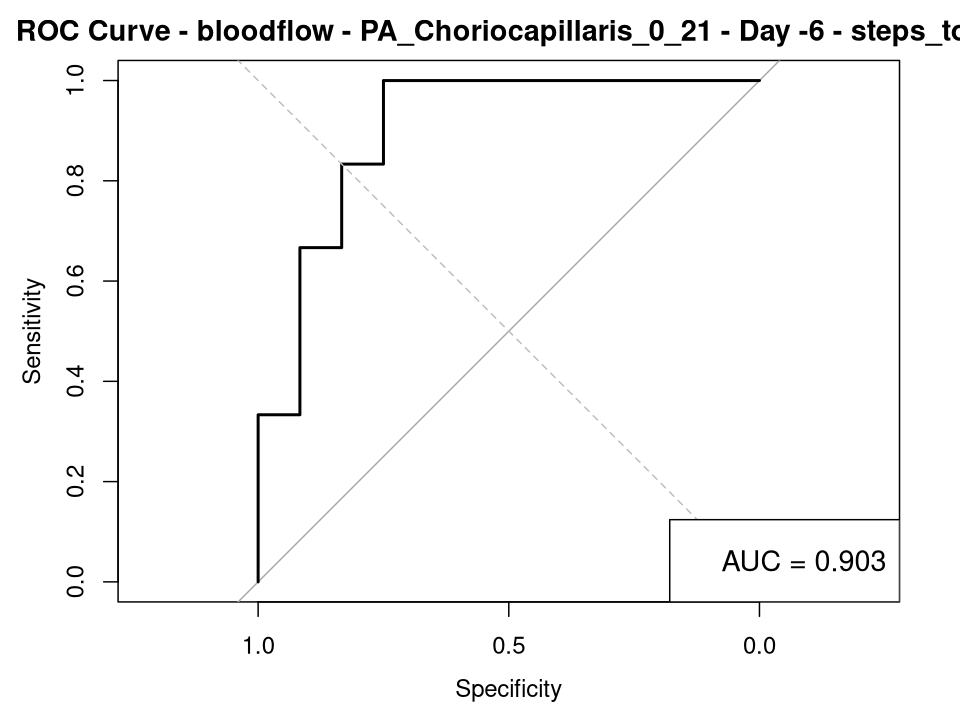 ROC Curve - bloodflow - PA_Choriocapillaris_0_21 - Day -6 - steps_to
1.0
0.8
0.6
0.4
0.2
0.0
Sensitivity
AUC = 0.903
1.0 0.5 0.0
Specificity